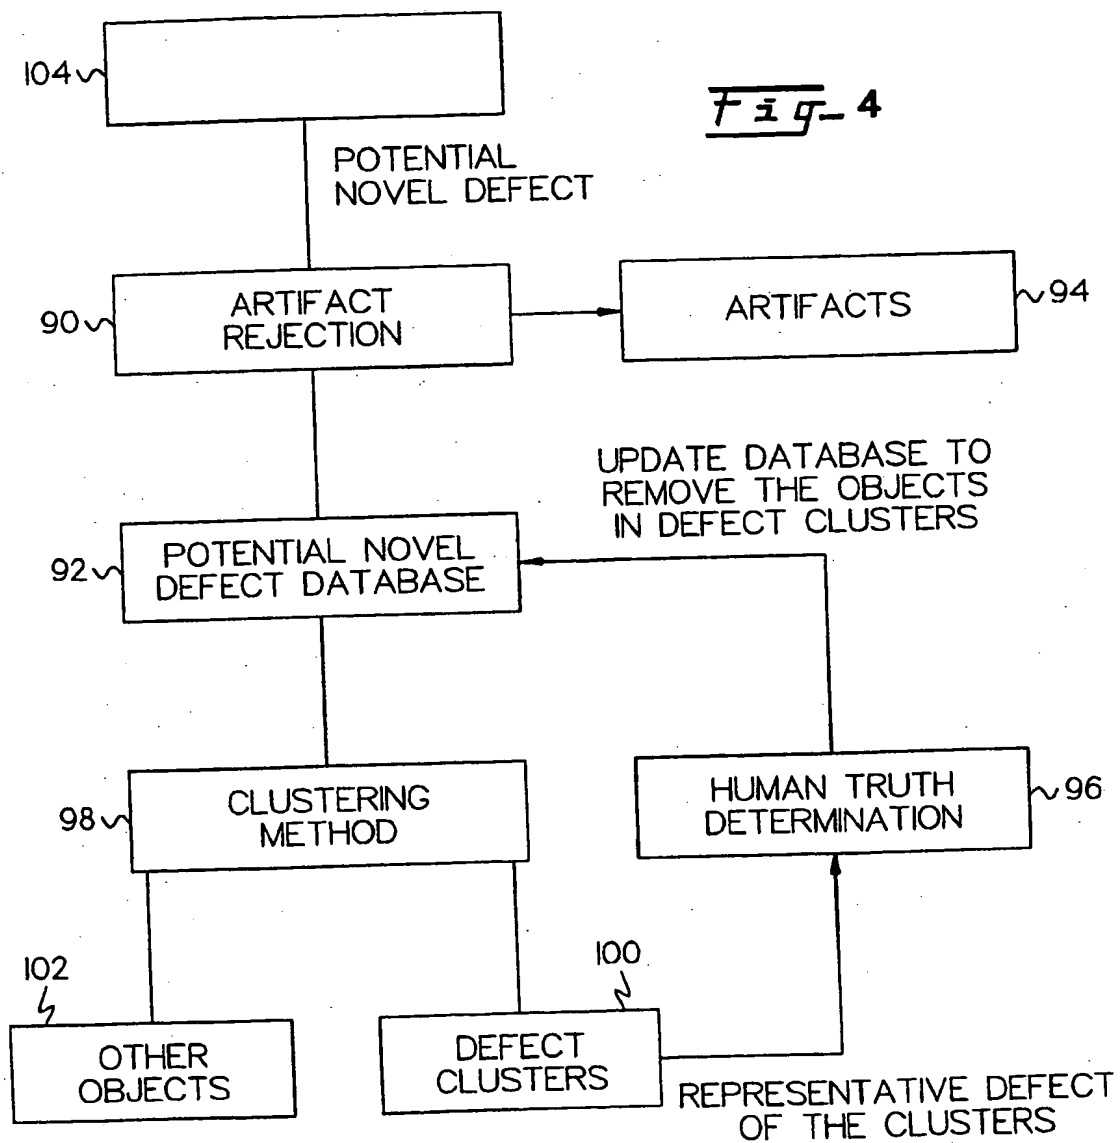 104
Fig_ 4
POTENTIAL
NOVEL DEFECT
90
ARTIFACT
REJECTION
ARTIFACTS
94
UPDATE DATABASE TO
REMOVE THE OBJECTS
IN DEFECT CLUSTERS
92
POTENTIAL NOVEL
DEFECT DATABASE
98
CLUSTERING
METHOD
HUMAN TRUTH
DETERMINATION
96
102
100
OTHER
OBJECTS
DEFECT
CLUSTERS
REPRESENTATIVE DEFECT
OF THE CLUSTERS